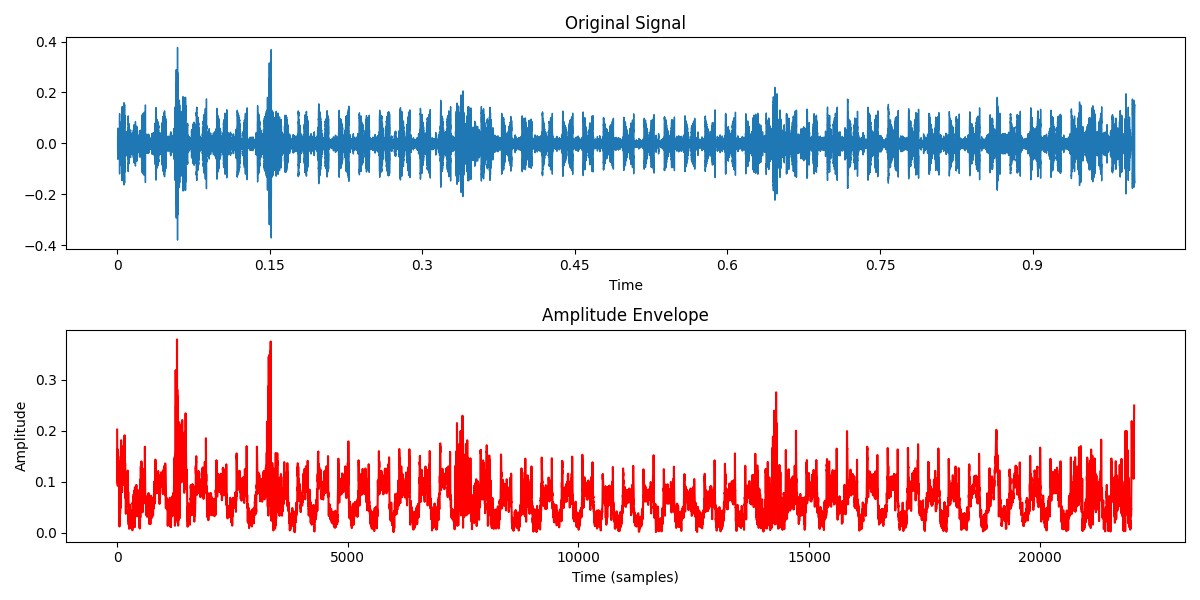 Original Signal
0.4
0.2
0.0
−0.2
−0.4
0 0.15 0.3 0.45 0.6 0.75 0.9
Time
Amplitude Envelope
Amplitude
0.3
0.2
0.1
0.0
0 5000 10000 15000 20000
Time (samples)